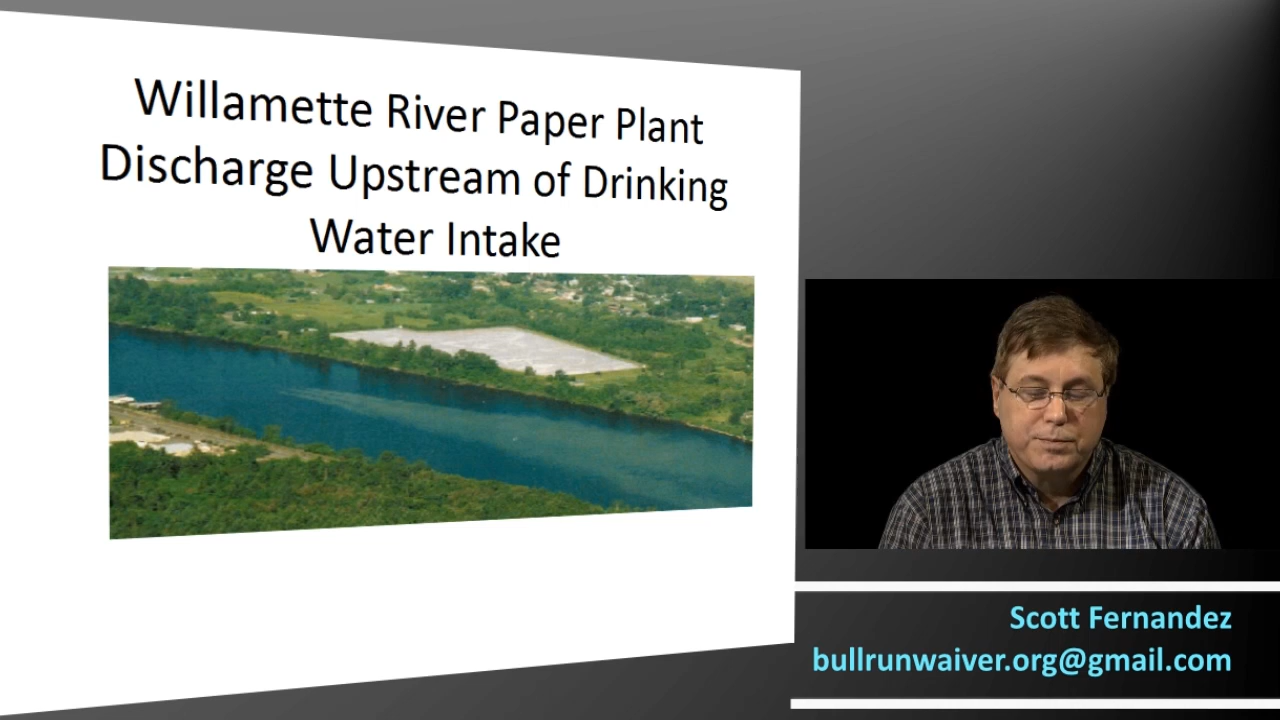 Willamette River Paper Plant
Discharge Upstream of Drinking
Water Intake
Scott Fernandez
bullrunwaiver.org@gmail.com